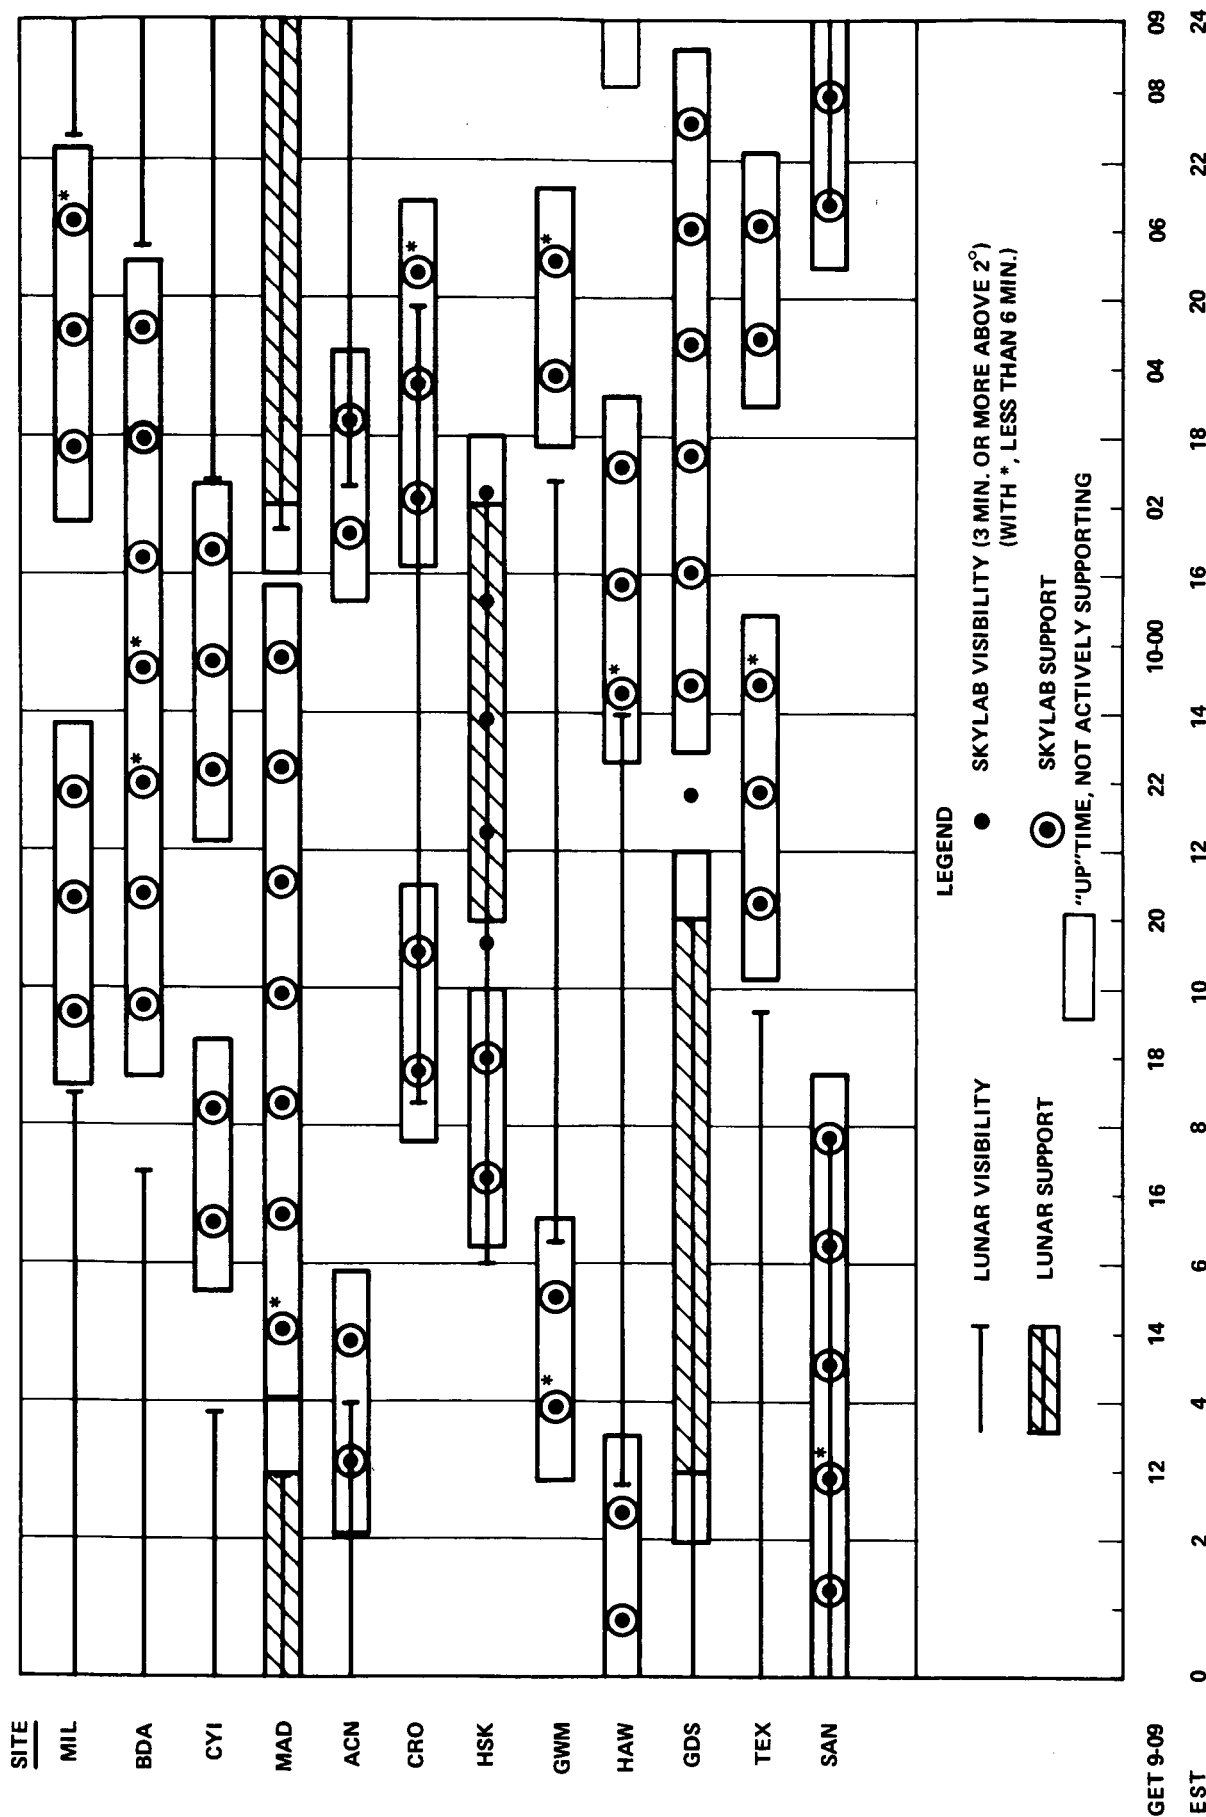 SITE
MIL
*
BDA
*
*
CYI
MAD
*
ACN
CRO
*
HSK
GWM
*
*
HAW
*
GDS
TEX
*
SAN
*
LEGEND
LUNAR VISIBILITY
SKYLAB VISIBILITY (3 MIN. OR MORE ABOVE 2°)
(WITH *, LESS THAN 6 MIN.)
LUNAR SUPPORT
SKYLAB SUPPORT
"UP" TIME, NOT ACTIVELY SUPPORTING
GET 9-09 12 14 16 18 20 22 10-00 02 04 06 08 09
EST 0 2 4 6 8 10 12 14 16 18 20 22 24